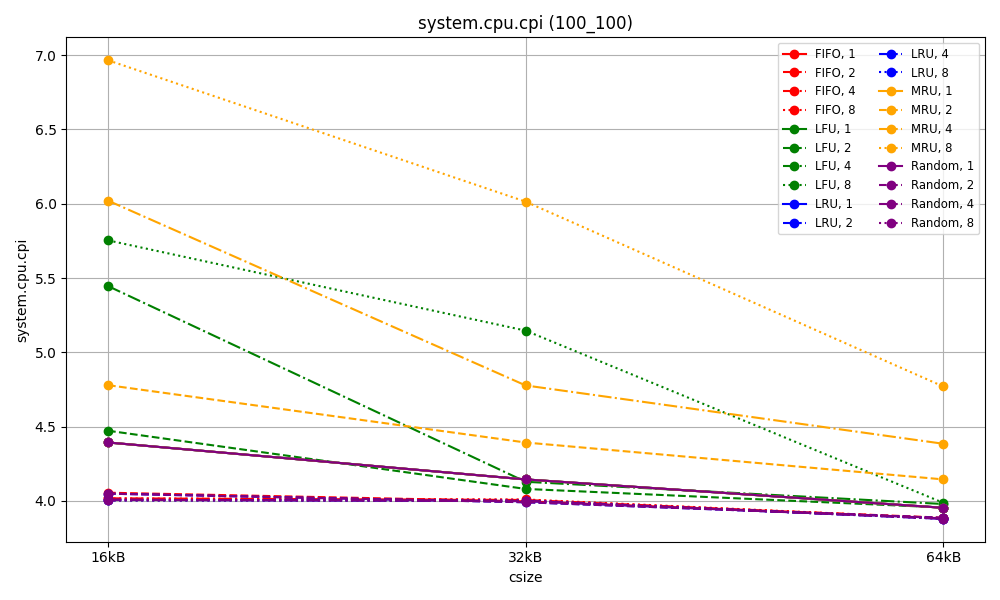 system.cpu.cpi (100_100)
system.cpu.cpi
7.0
6.5
6.0
5.5
5.0
4.5
4.0
16kB
32kB
64kB
csize
FIFO, 1
FIFO, 2
FIFO, 4
FIFO, 8
LFU, 1
LFU, 2
LFU, 4
LFU, 8
LRU, 1
LRU, 2
LRU, 4
LRU, 8
MRU, 1
MRU, 2
MRU, 4
MRU, 8
Random, 1
Random, 2
Random, 4
Random, 8